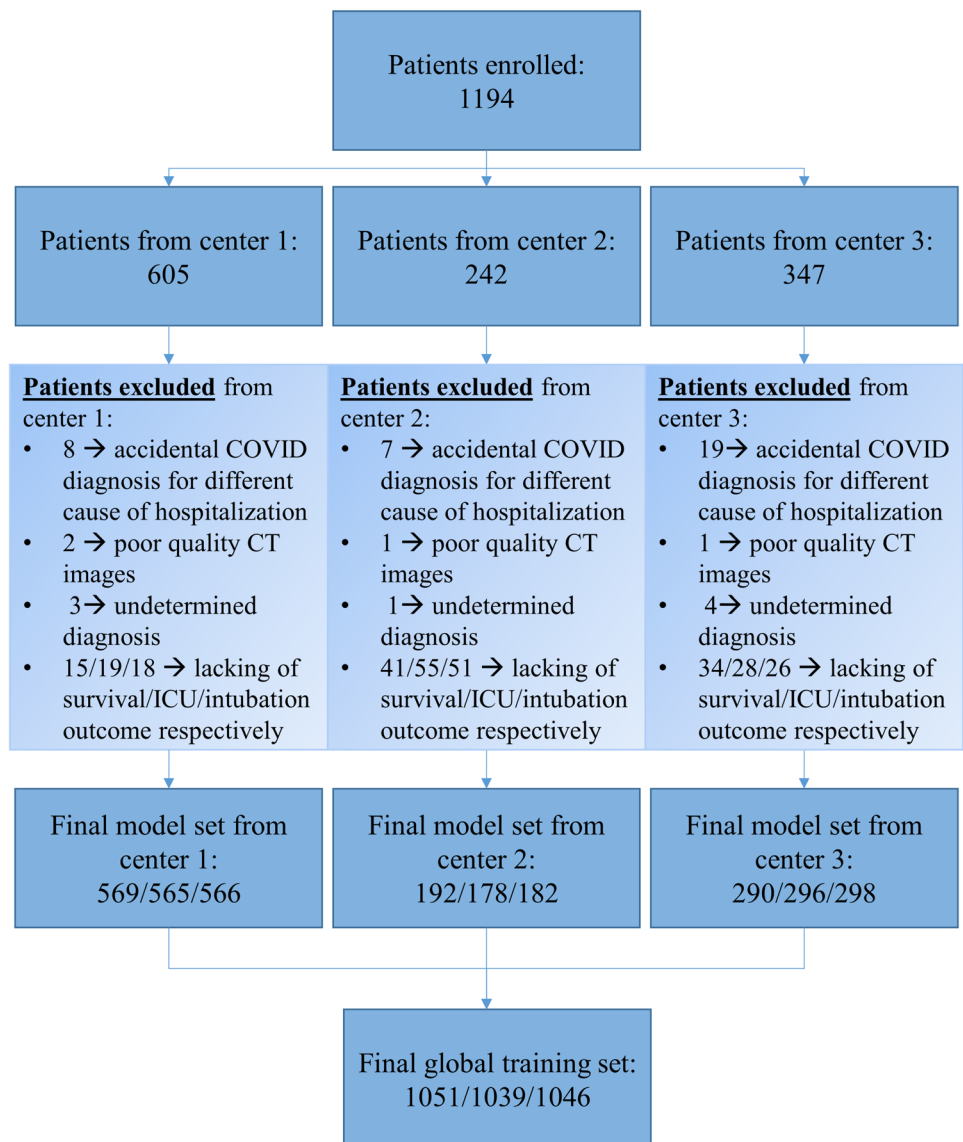 Patients enrolled:
1194
Patients from center 1:
605
Patients from center 2:
242
Patients from center 3:
347
Patients excluded from
center 1:
• 8 → accidental COVID
diagnosis for different
cause of hospitalization
• 2 → poor quality CT
images
• 3→ undetermined
diagnosis
• 15/19/18 → lacking of
survival/ICU/intubation
outcome respectively
Patients excluded from
center 2:
• 7 → accidental COVID
diagnosis for different
cause of hospitalization
• 1 → poor quality CT
images
• 1→ undetermined
diagnosis
• 41/55/51 → lacking of
survival/ICU/intubation
outcome respectively
Patients excluded from
center 3:
• 19→ accidental COVID
diagnosis for different
cause of hospitalization
• 1 → poor quality CT
images
• 4→ undetermined
diagnosis
• 34/28/26 → lacking of
survival/ICU/intubation
outcome respectively
Final model set from
center 1:
569/565/566
Final model set from
center 2:
192/178/182
Final model set from
center 3:
290/296/298
Final global training set:
1051/1039/1046